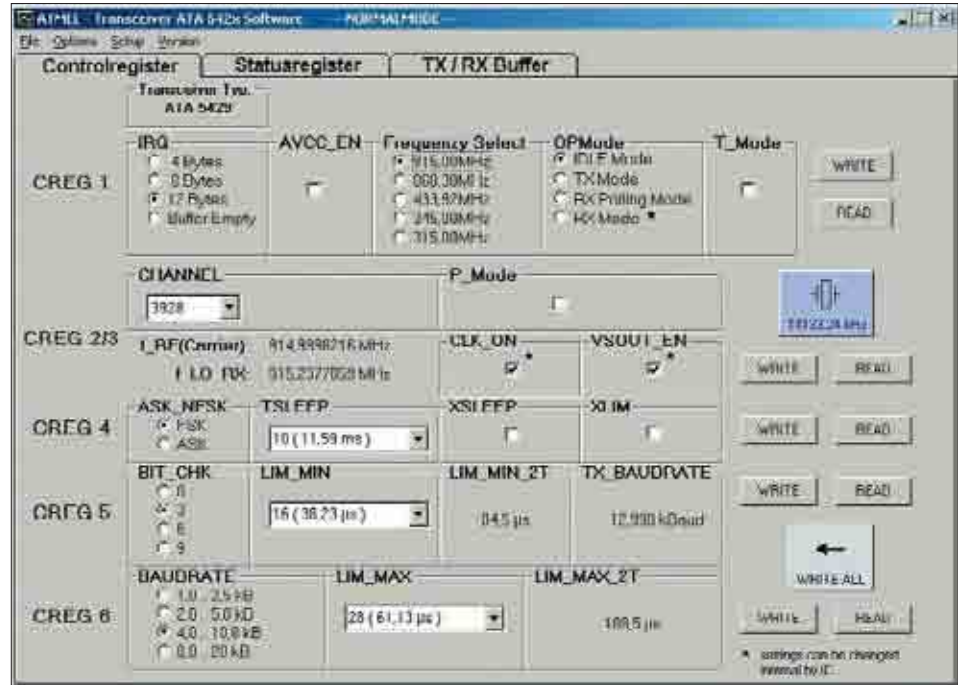 ATMEL - Transceiver ATA 542x Software --- NORMALMODE ---
File Options Setup Version
Controlregister Statusregister TX / RX Buffer
Transceiver Typ.
ATA 5429
CREG 1
IRQ
4 Bytes
8 Bytes
12 Bytes
Buffer Empty
AVCC_EN
Frequency Select
915,00MHz
868,30MHz
433,92MHz
345,00MHz
315,00MHz
OPMode
IDLE Mode
TX Mode
RX Polling Mode
RX Mode *
T_Mode
WRITE
READ
CREG 2/3
CHANNEL
3928
P_Mode
f_RF(Carrier) 914.9998216 MHz
f_LO_RX 915.2377059 MHz
CLK_ON *
VSOUT_EN *
WRITE READ
CREG 4
ASK_NFSK
FSK
ASK
TSLEEP
10 ( 11,59 ms )
XSLEEP
XLIM
WRITE READ
CREG 5
BIT_CHK
0
3
6
9
LIM_MIN
16 ( 38,23 µs )
LIM_MIN_2T
84,5 µs
TX_BAUDRATE
kBaud
WRITE READ
WRITE ALL
CREG 6
BAUDRATE
1.0 .. 2.5 kB
2.0 .. 5.0 kB
4.0 .. 10.0 kB
8.0 .. 20 kB
LIM_MAX
28 ( 61,13 µs )
LIM_MAX_2T
µs
WRITE READ
* settings can be changed
internal by IC